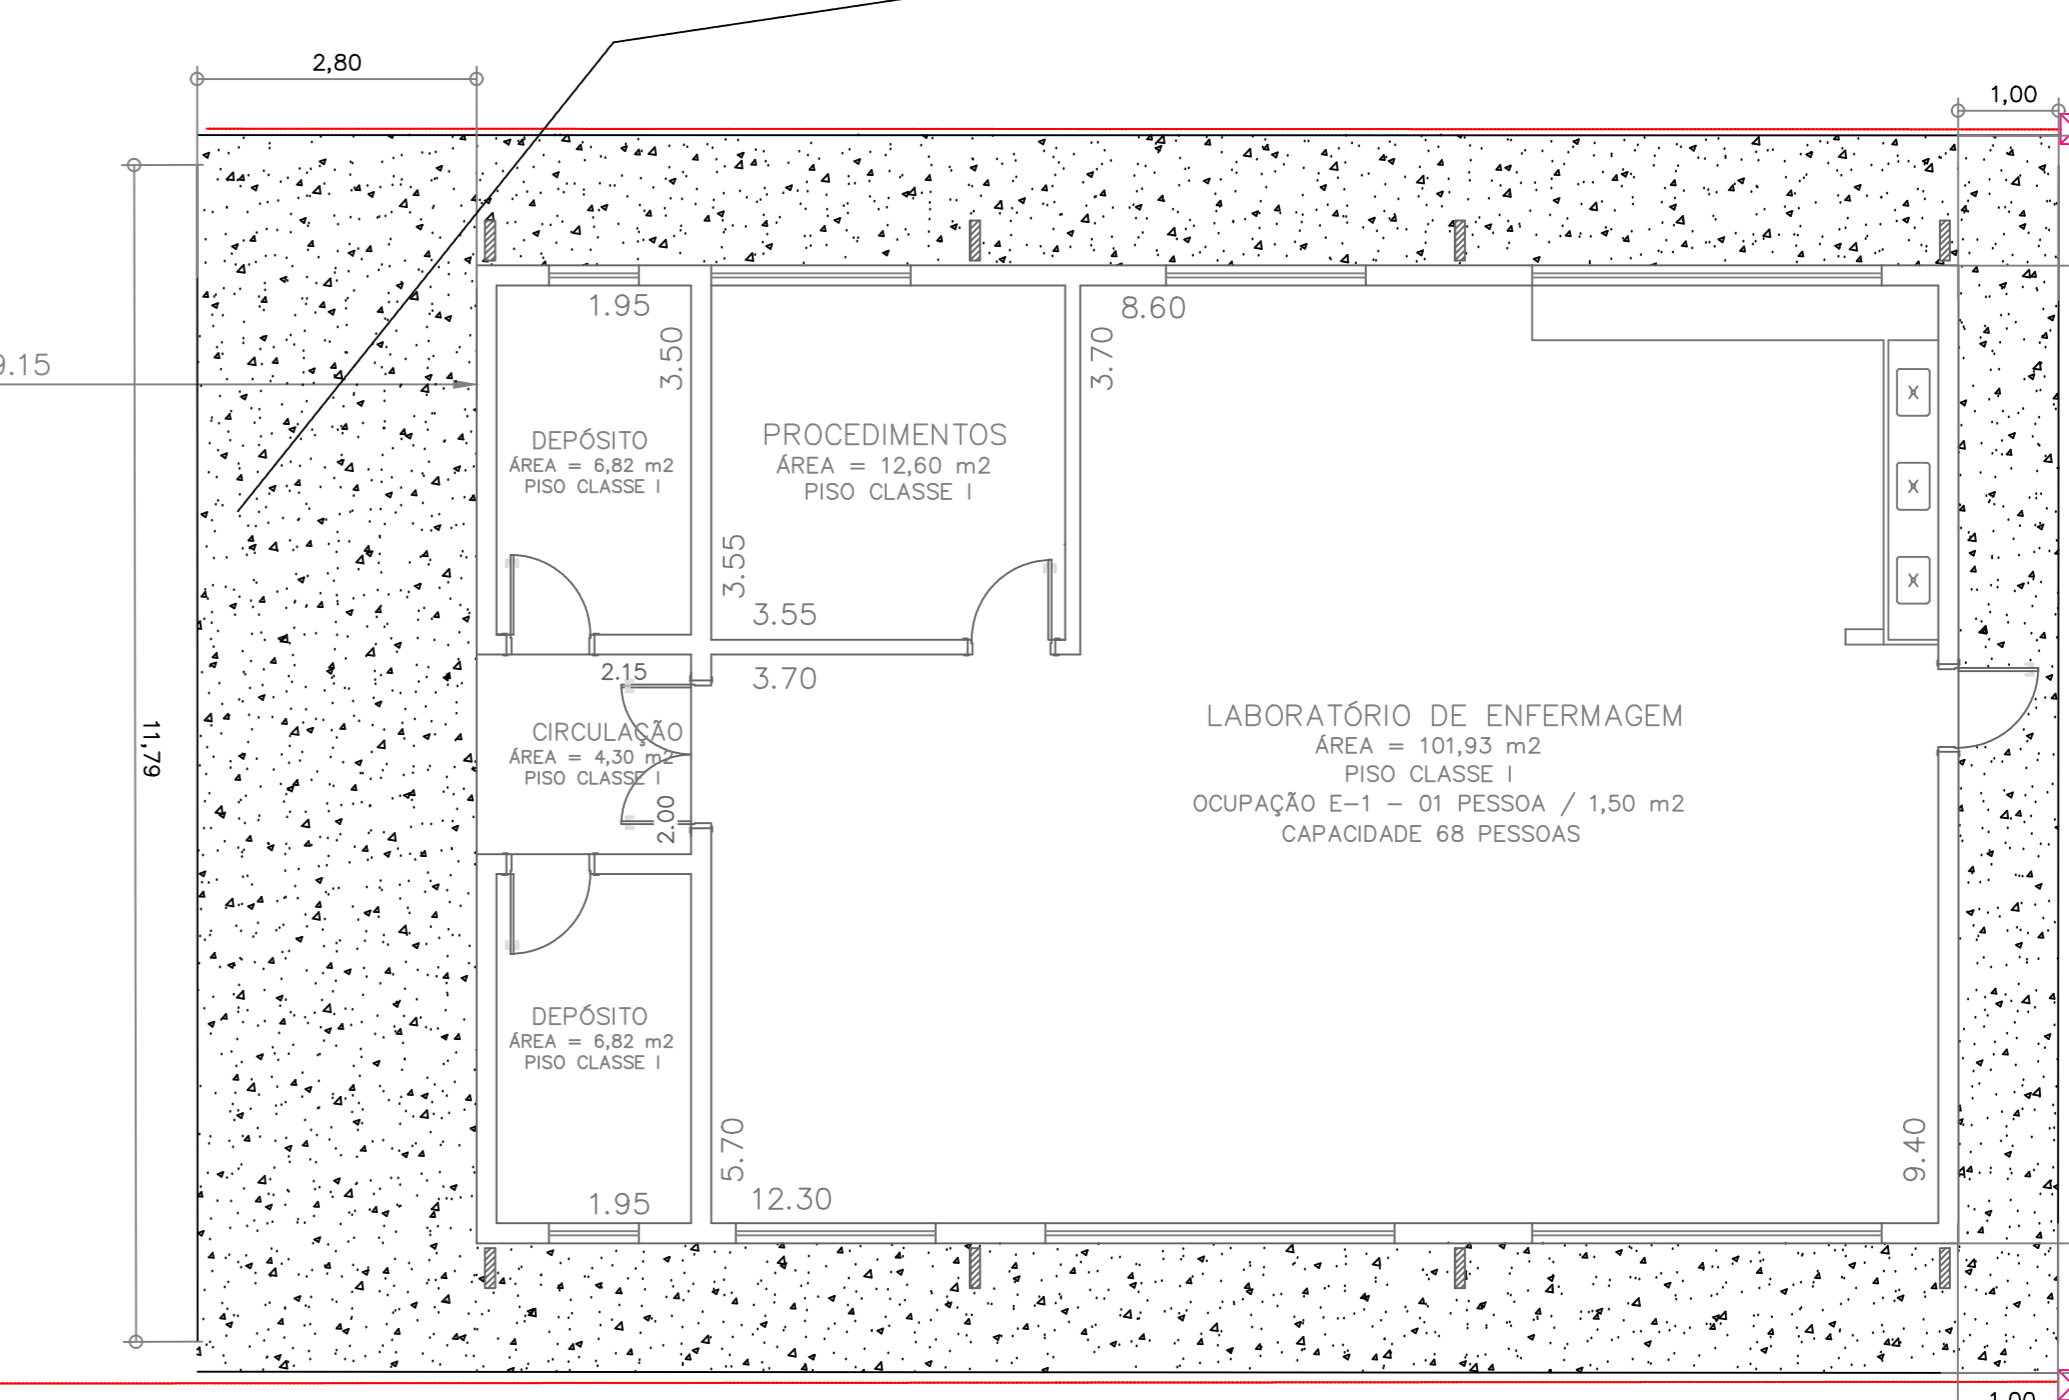 2,80
1,00
9.15
1.95
3.50
8.60
3.70
DEPÓSITO
ÁREA = 6,82 m2
PISO CLASSE I
PROCEDIMENTOS
ÁREA = 12,60 m2
PISO CLASSE I
3.55
3.55
2.15
3.70
CIRCULAÇÃO
ÁREA = 4,30 m2
PISO CLASSE I
2.00
11,79
LABORATÓRIO DE ENFERMAGEM
ÁREA = 101,93 m2
PISO CLASSE I
OCUPAÇÃO E-1 - 01 PESSOA / 1,50 m2
CAPACIDADE 68 PESSOAS
DEPÓSITO
ÁREA = 6,82 m2
PISO CLASSE I
5.70
9.40
1.95
12.30
1,00